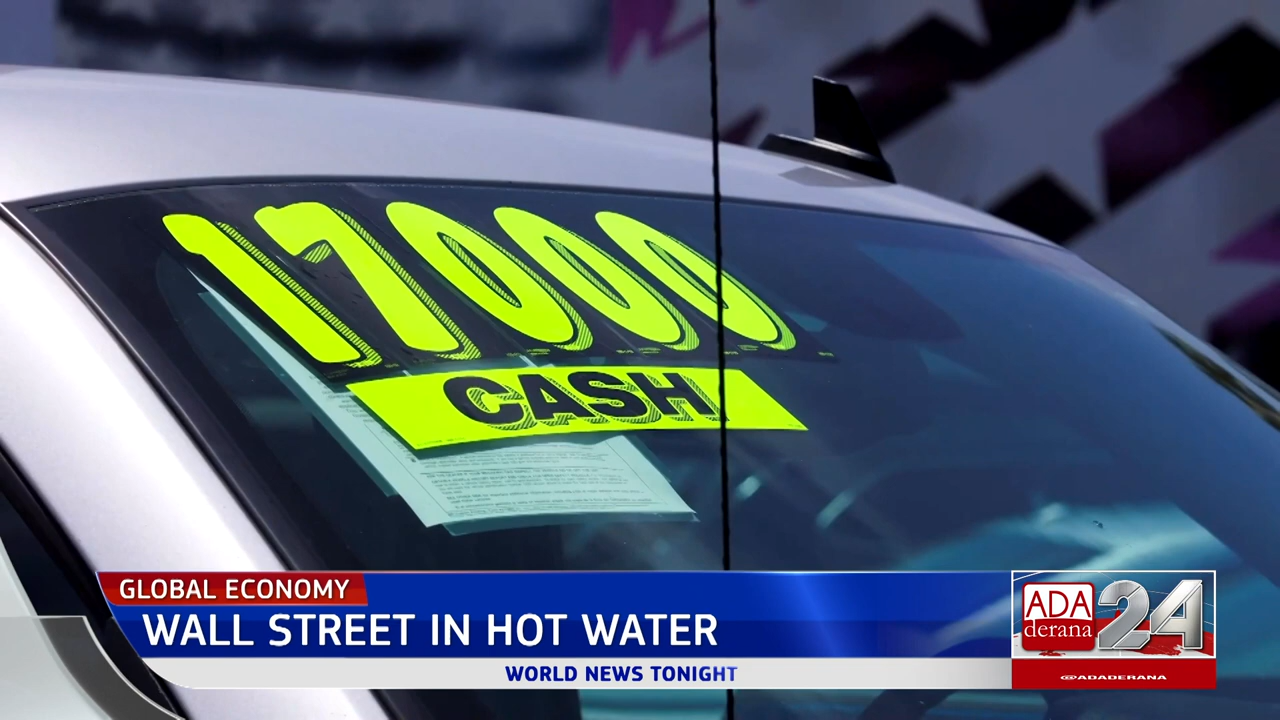 17000
CASH
GLOBAL ECONOMY
WALL STREET IN HOT WATER
WORLD NEWS TONIGHT
ADA
derana
24
@ADADERANA